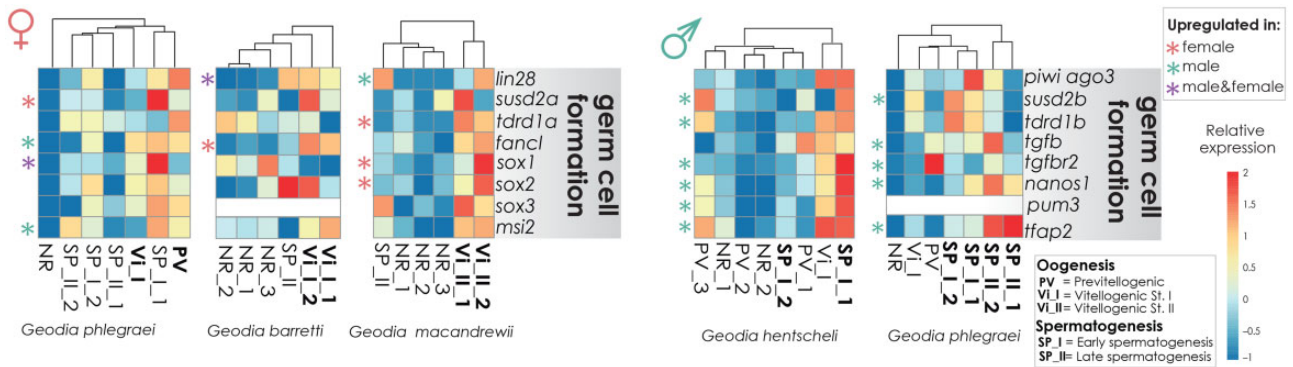 ♀
lin28
susd2a
tdrd1a
fancl
sox1
sox2
sox3
msi2
germ cell
formation
NR
SP_II_2
SP_I_2
SP_II_1
Vi_I
SP_I_1
PV
NR_2
NR_1
NR_3
SP_II
Vi_I_2
Vi_I_1
SP_II
NR_1
NR_2
NR_3
Vi_II_1
Vi_II_2
Geodia phlegraei
Geodia barretti
Geodia macandrewii
♂
piwi ago3
susd2b
tdrd1b
tgfb
tgfbr2
nanos1
pum3
tfap2
germ cell
formation
PV_3
NR_1
PV_2
NR_2
SP_I_2
PV_1
Vi_I
SP_I_1
NR
Vi_I
PV
SP_I_2
SP_I_1
SP_II_2
SP_II_1
Geodia hentscheli
Geodia phlegraei
Upregulated in:
* female
* male
* male&female
Relative
expression
2
1.5
1
0.5
0
−0.5
−1
Oogenesis
PV = Previtellogenic
Vi_I = Vitellogenic St. I
Vi_II = Vitellogenic St. II
Spermatogenesis
SP_I = Early spermatogenesis
SP_II= Late spermatogenesis